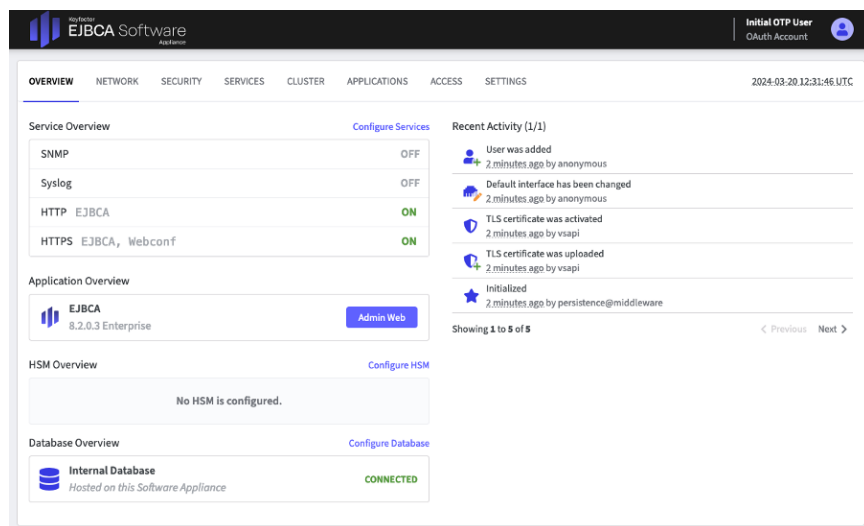 Keyfactor
EJBCA Software
Appliance
Initial OTP User
OAuth Account
OVERVIEW NETWORK SECURITY SERVICES CLUSTER APPLICATIONS ACCESS SETTINGS 2024-03-20 12:31:46 UTC
Service Overview Configure Services
SNMP OFF
Syslog OFF
HTTP EJBCA ON
HTTPS EJBCA, Webconf ON
Application Overview
EJBCA
8.2.0.3 Enterprise
Admin Web
HSM Overview Configure HSM
No HSM is configured.
Database Overview Configure Database
Internal Database
Hosted on this Software Appliance
CONNECTED
Recent Activity (1/1)
User was added
2 minutes ago by anonymous
Default interface has been changed
2 minutes ago by anonymous
TLS certificate was activated
2 minutes ago by vsapi
TLS certificate was uploaded
2 minutes ago by vsapi
Initialized
2 minutes ago by persistence@middleware
Showing 1 to 5 of 5 Previous Next